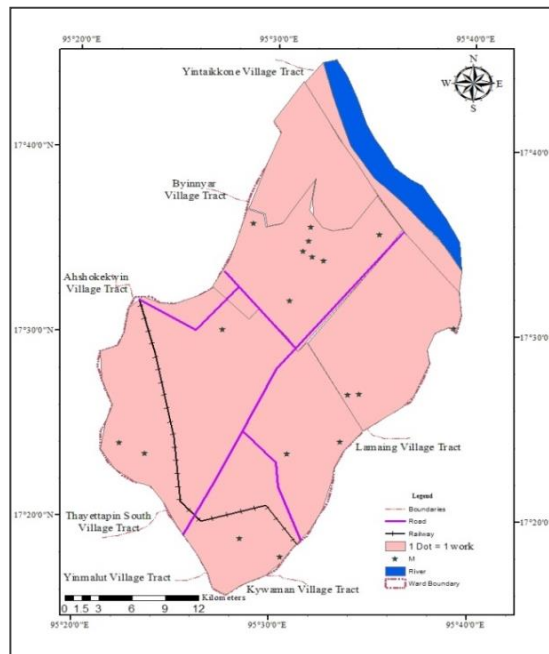 95°20'0"E
95°30'0"E
95°40'0"E
Yintaikkone Village Tract
N
W
E
S
17°40'0"N
17°40'0"N
Byinnyar
Village Tract
Ahshokekwin
Village Tract
17°30'0"N
17°30'0"N
Lamaing Village Tract
Thayettapin South
Village Tract
17°20'0"N
17°20'0"N
Yinmalut Village Tract
Kywaman Village Tract
Legend
Boundaries
Road
Railway
1 Dot = 1 work
M
River
Ward Boundary
Kilometers
0 1.5 3 6 9 12
95°20'0"E
95°30'0"E
95°40'0"E